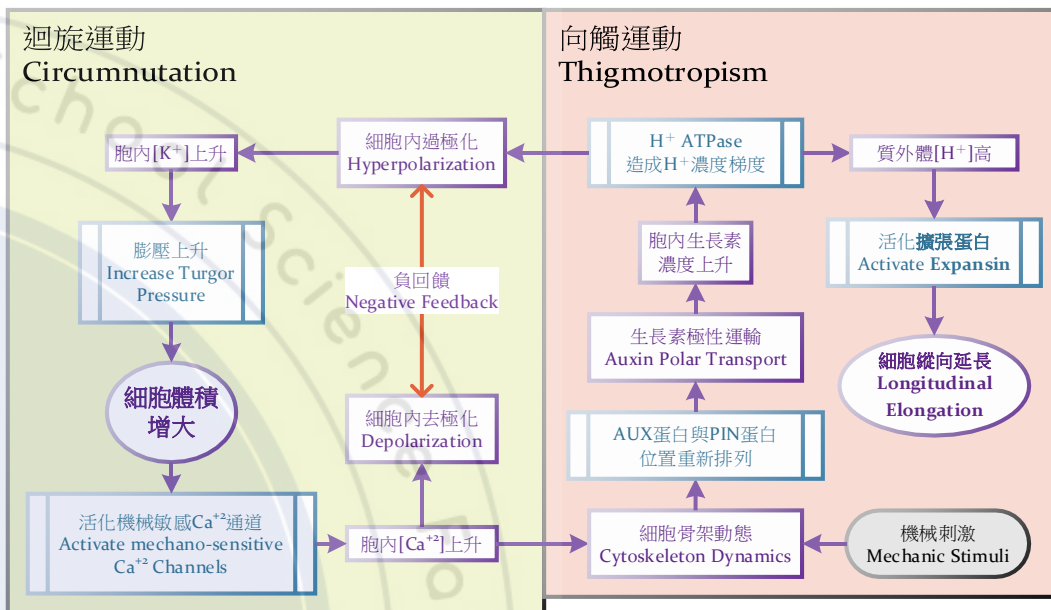 迴旋運動
Circumnutation
胞內[K⁺]上升
細胞內過極化
Hyperpolarization
膨壓上升
Increase Turgor
Pressure
負回饋
Negative Feedback
細胞體積
增大
細胞內去極化
Depolarization
活化機械敏感Ca⁺²通道
Activate mechano-sensitive
Ca⁺² Channels
胞內[Ca⁺²]上升
向觸運動
Thigmotropism
H⁺ ATPase
造成H⁺濃度梯度
質外體[H⁺]高
胞內生長素
濃度上升
活化擴張蛋白
Activate Expansin
生長素極性運輸
Auxin Polar Transport
細胞縱向延長
Longitudinal
Elongation
AUX蛋白與PIN蛋白
位置重新排列
細胞骨架動態
Cytoskeleton Dynamics
機械刺激
Mechanic Stimuli
School Science Fo